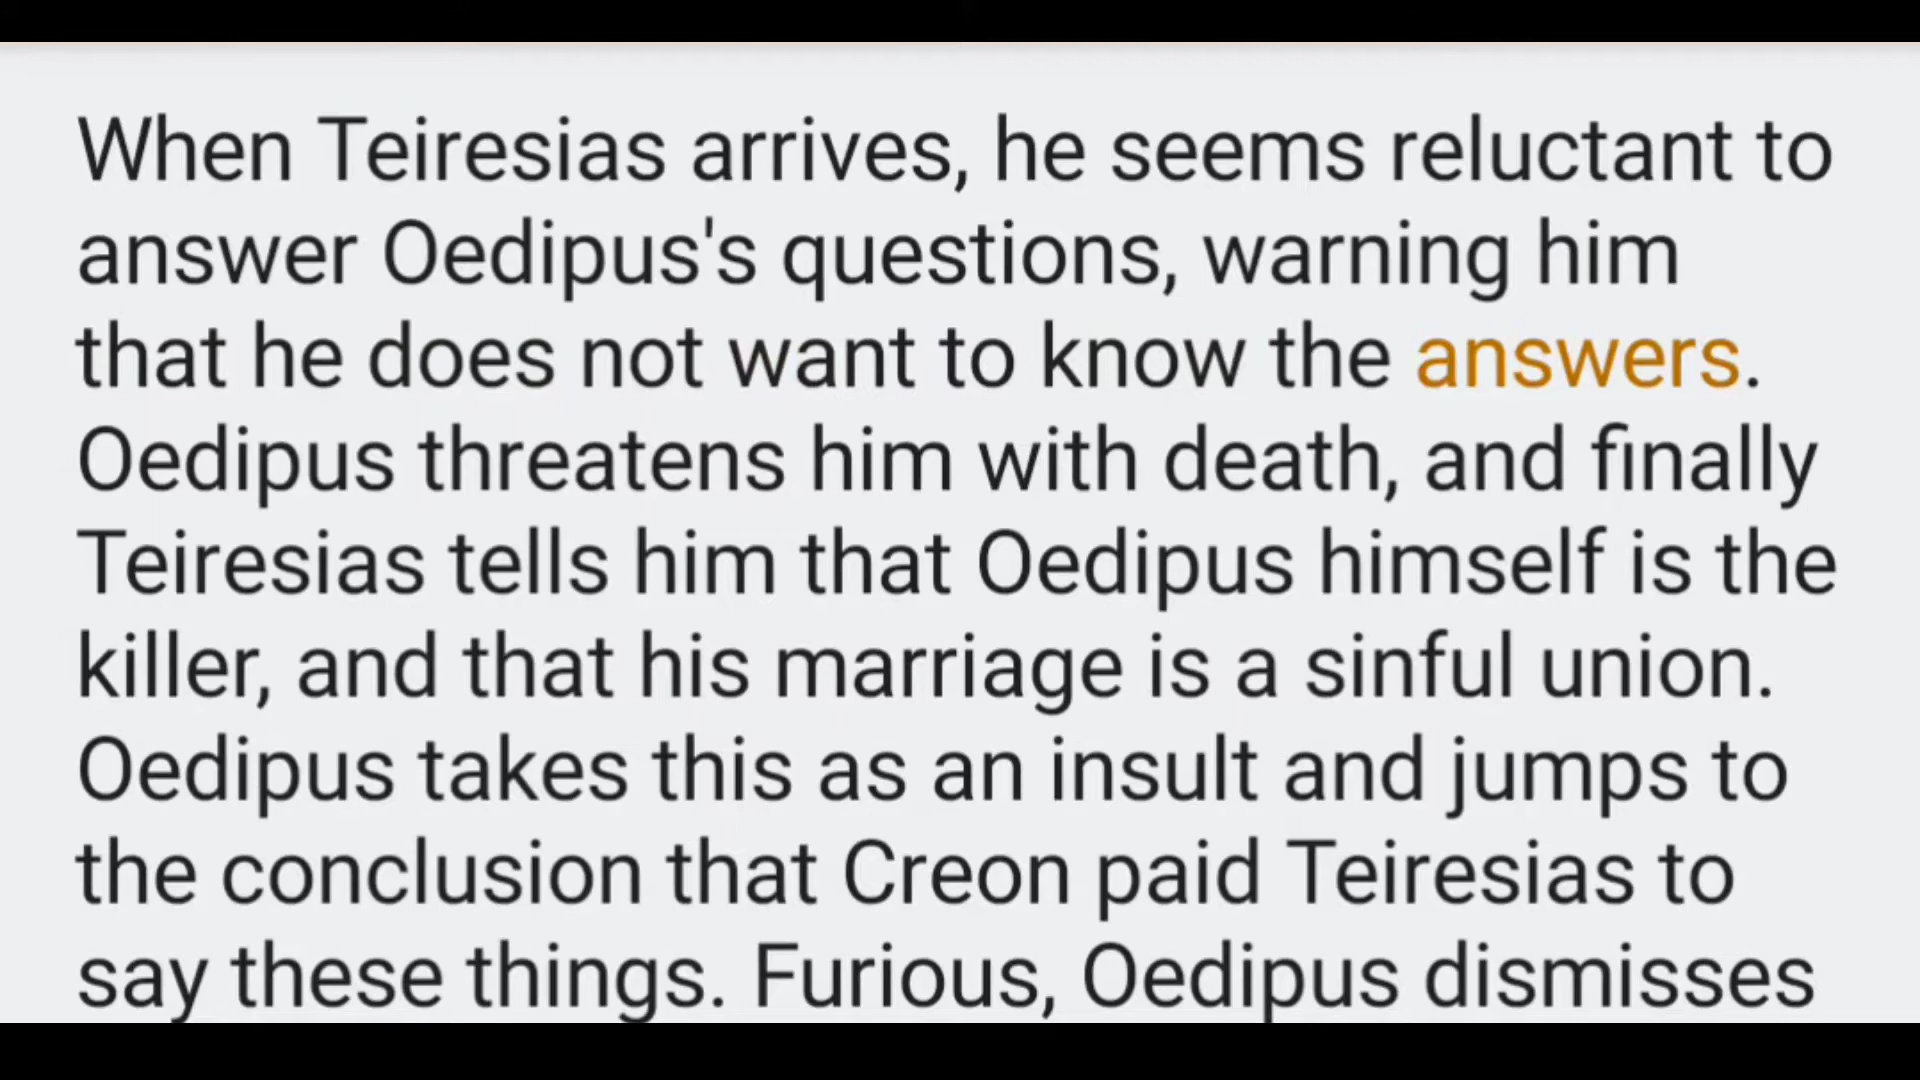 When Teiresias arrives, he seems reluctant to
answer Oedipus's questions, warning him
that he does not want to know the answers.
Oedipus threatens him with death, and finally
Teiresias tells him that Oedipus himself is the
killer, and that his marriage is a sinful union.
Oedipus takes this as an insult and jumps to
the conclusion that Creon paid Teiresias to
say these things. Furious, Oedipus dismisses